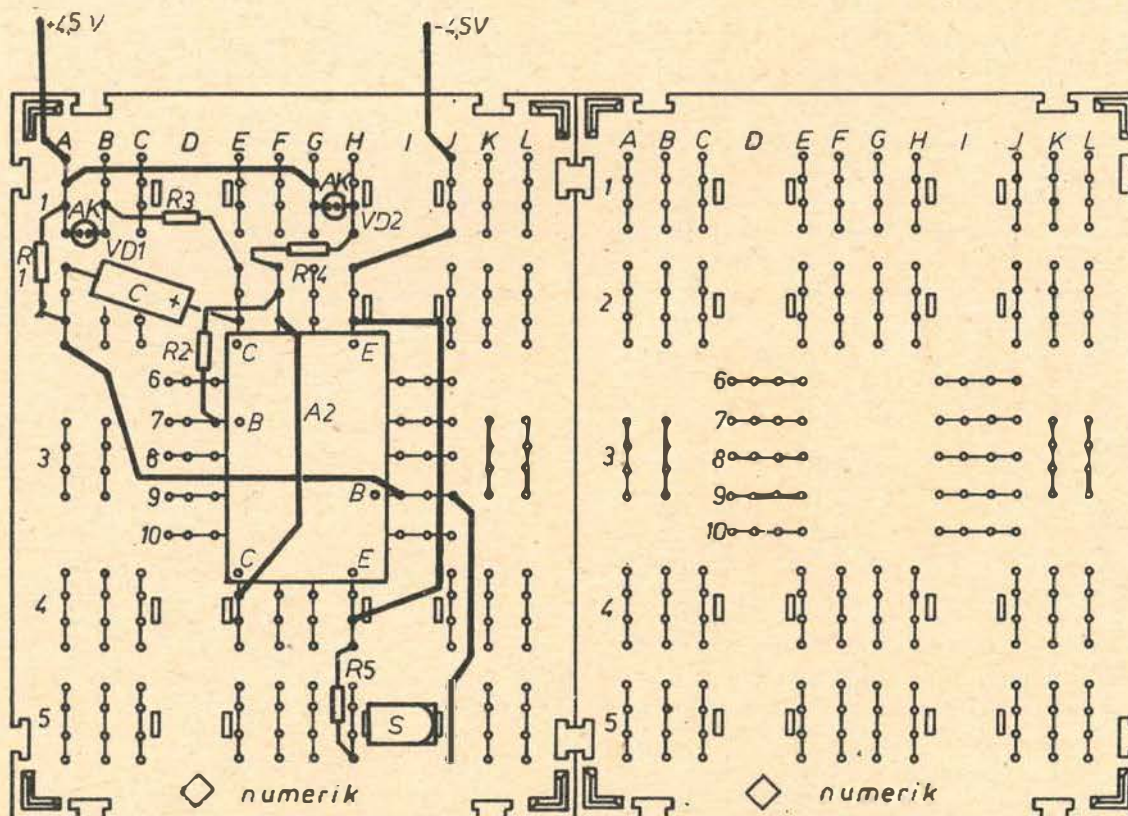 +4,5 V -4,5V
A B C D E F G H I J K L A B C D E F G H I J K L
1 AK R3 AK 1
VD1 VD2
R1 R4
C + 2
R2 C E
6 6
7 B A2 7
3 8 3 8
9 B 9
10 10
C E
4 4
R5
5 S 5
numerik numerik